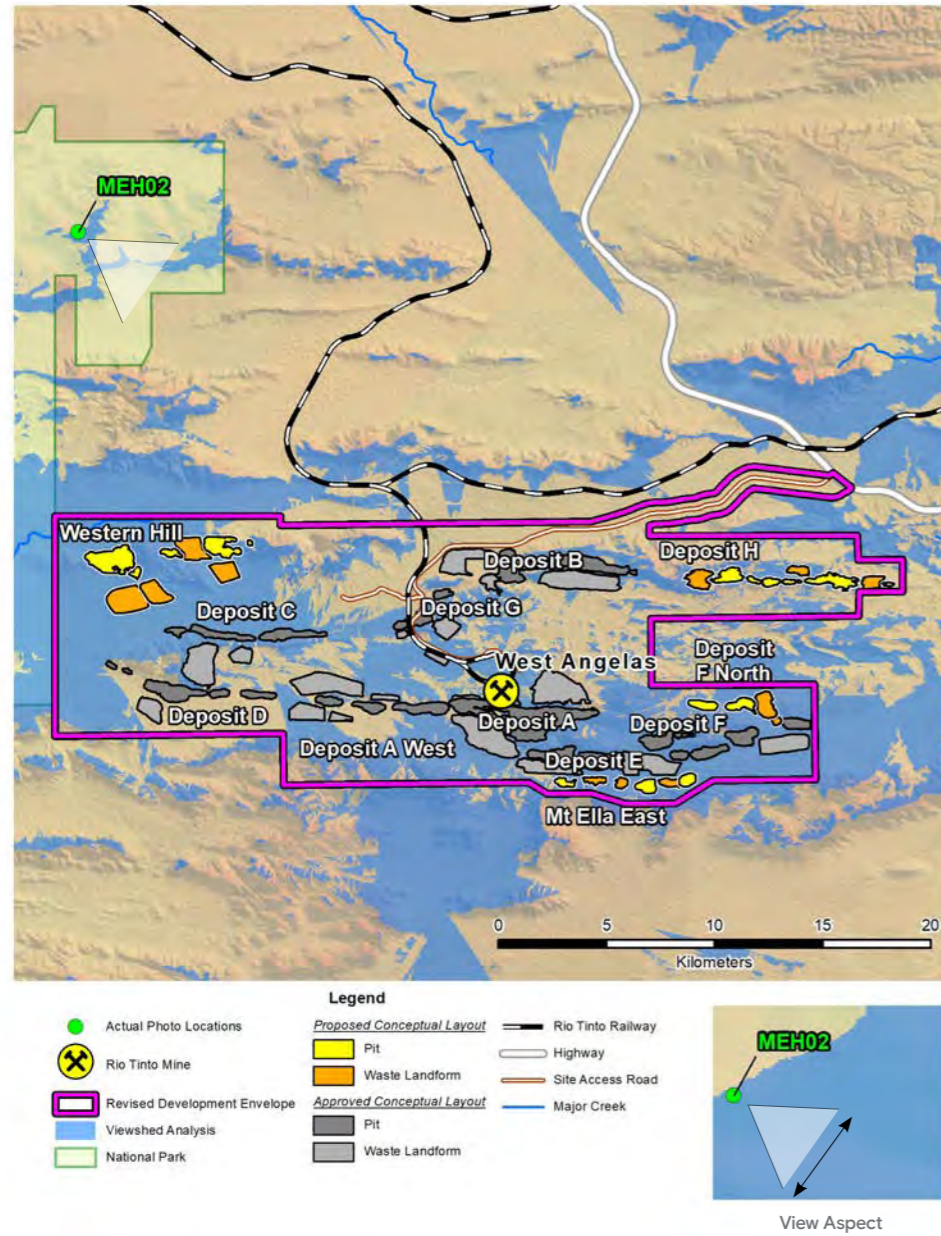 MEH02
Western Hill
Deposit H
Deposit B
Deposit C
Deposit G
Deposit
F North
West Angelas
Deposit D
Deposit A
Deposit F
Deposit A West
Deposit E
Mt Ella East
0 5 10 15 20
Kilometers
Legend
Actual Photo Locations
Rio Tinto Mine
Revised Development Envelope
Viewshed Analysis
National Park
Proposed Conceptual Layout
Pit
Waste Landform
Approved Conceptual Layout
Pit
Waste Landform
Rio Tinto Railway
Highway
Site Access Road
Major Creek
MEH02
View Aspect